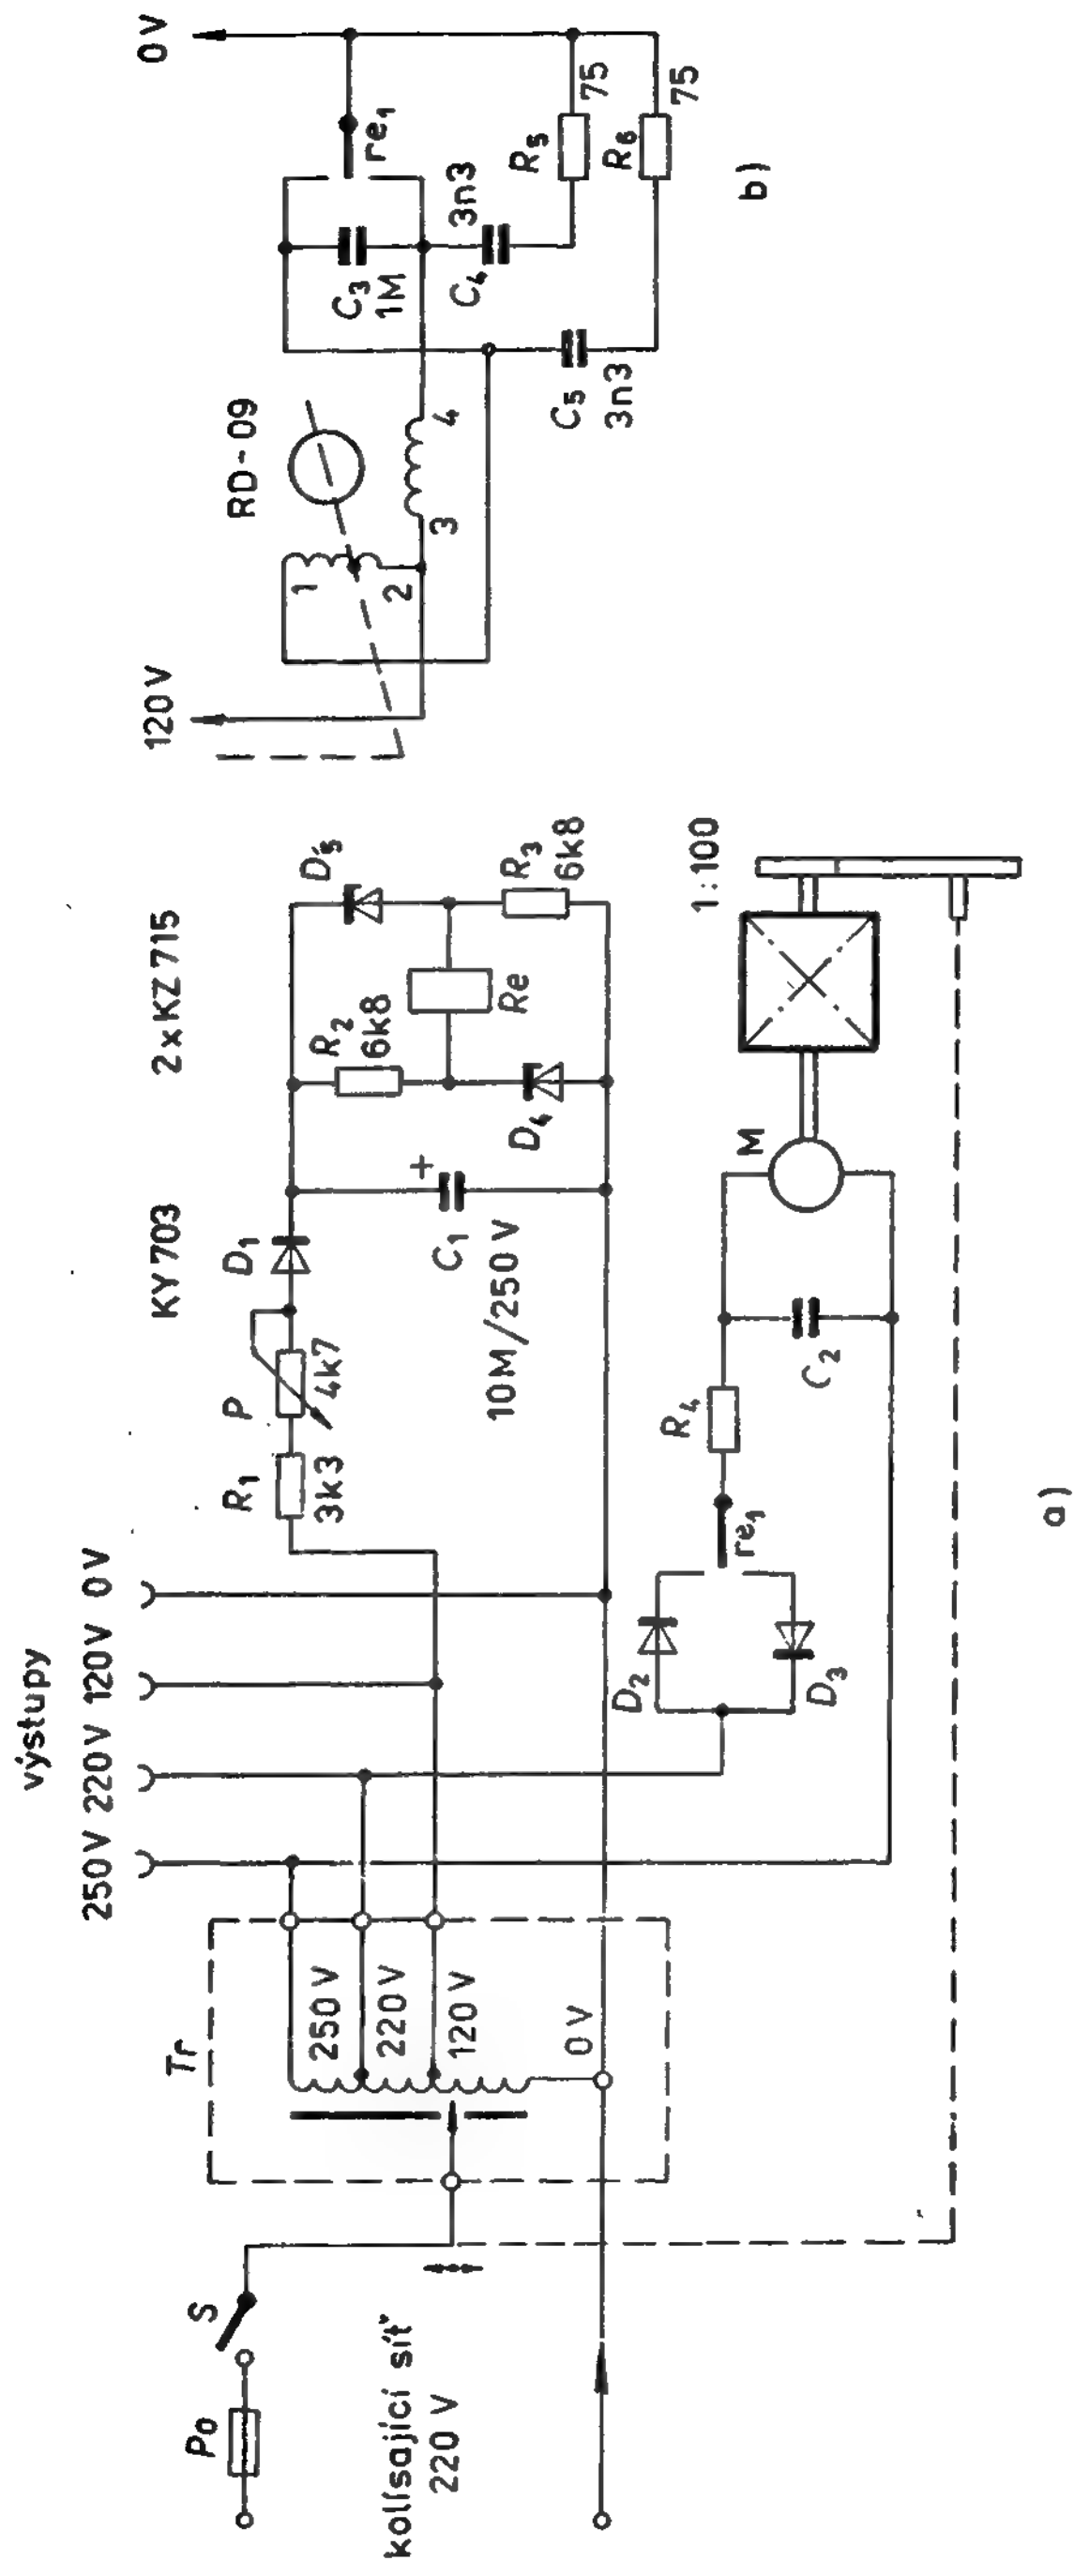 výstupy
250V 220V 120V 0V
Tr
250V
220V
120V
0V
Po
S
kolísající síť
220 V
R₁
3k3
P
4k7
D₁
KY703
C₁
+
10M/250V
2xKZ715
R₂
6k8
D₄
Re
D₅
R₃
6k8
D₂
D₃
re₁
R₄
C₂
M
1:100
a)
120V
RD-09
0V
1
2
3
4
C₃
1M
re₁
C₄
3n3
C₅
3n3
R₅
75
R₆
75
b)